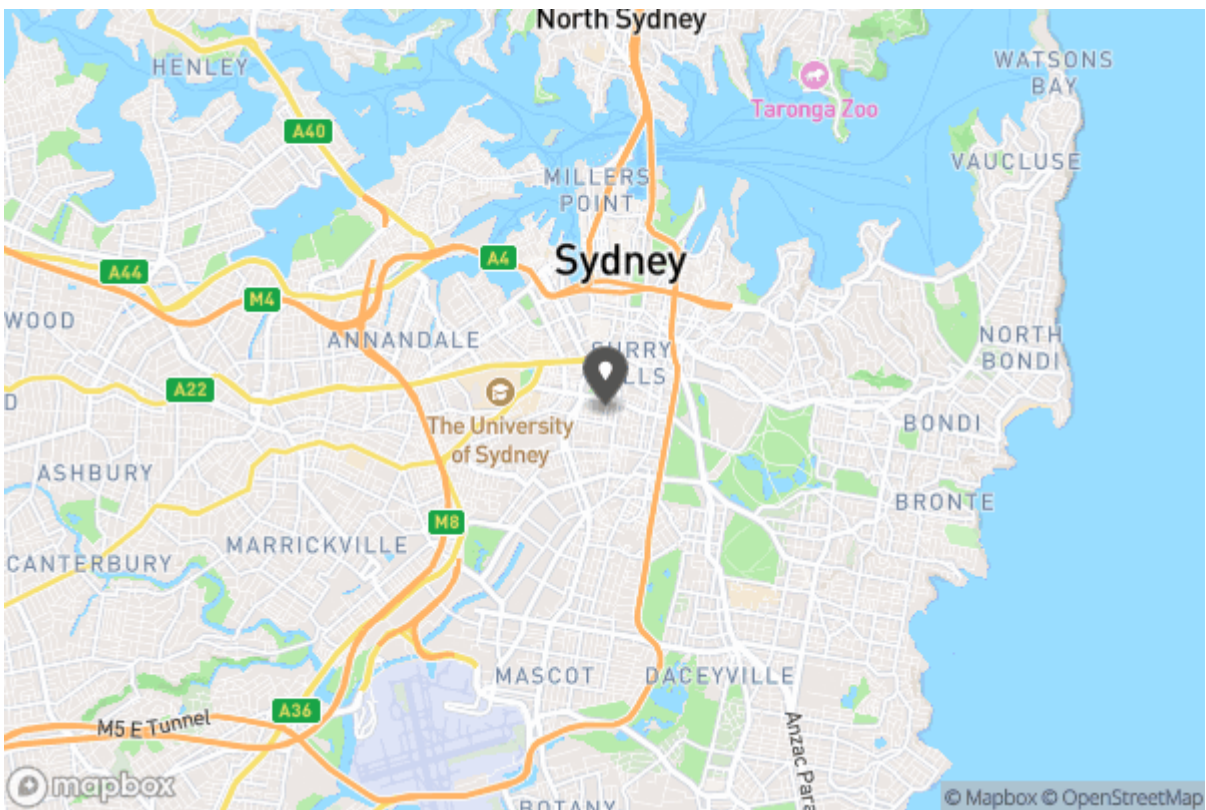 North Sydney
HENLEY
WATSONS
BAY
Taronga Zoo
A40
VAUCLUSE
MILLERS
POINT
Sydney
A4
A44
M4
WOOD
ANNANDALE
NORTH
BONDI
SURRY
HILLS
A22
D
The University
of Sydney
BONDI
ASHBURY
BRONTE
M8
MARRICKVILLE
CANTERBURY
MASCOT
DACEYVILLE
A36
M5 E Tunnel
Anzac Para
BOTANY
mapbox
© Mapbox © OpenStreetMap